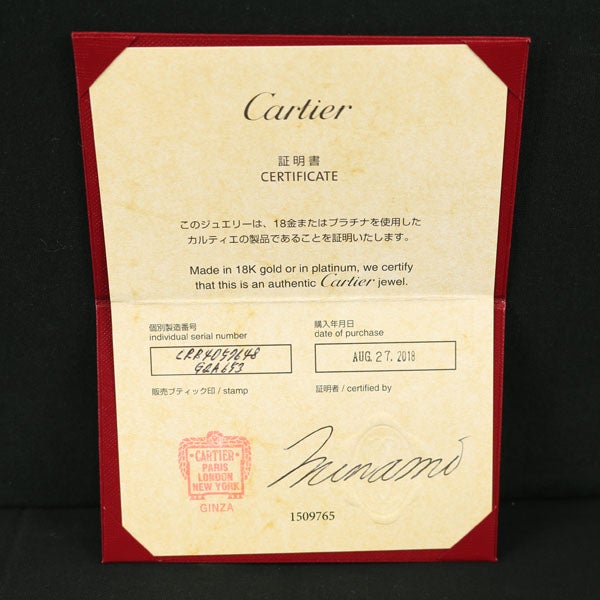 Cartier
証明書
CERTIFICATE
このジュエリーは、18金またはプラチナを使用した
カルティエの製品であることを証明いたします。
Made in 18K gold or in platinum, we certify
that this is an authentic Cartier jewel.
個別製造番号
individual serial number
購入年月日
date of purchase
AUG. 27. 2018
販売ブティック印 / stamp
証明者 / certified by
CARTIER
PARIS
LONDON
NEW YORK
GINZA
Minami
1509765